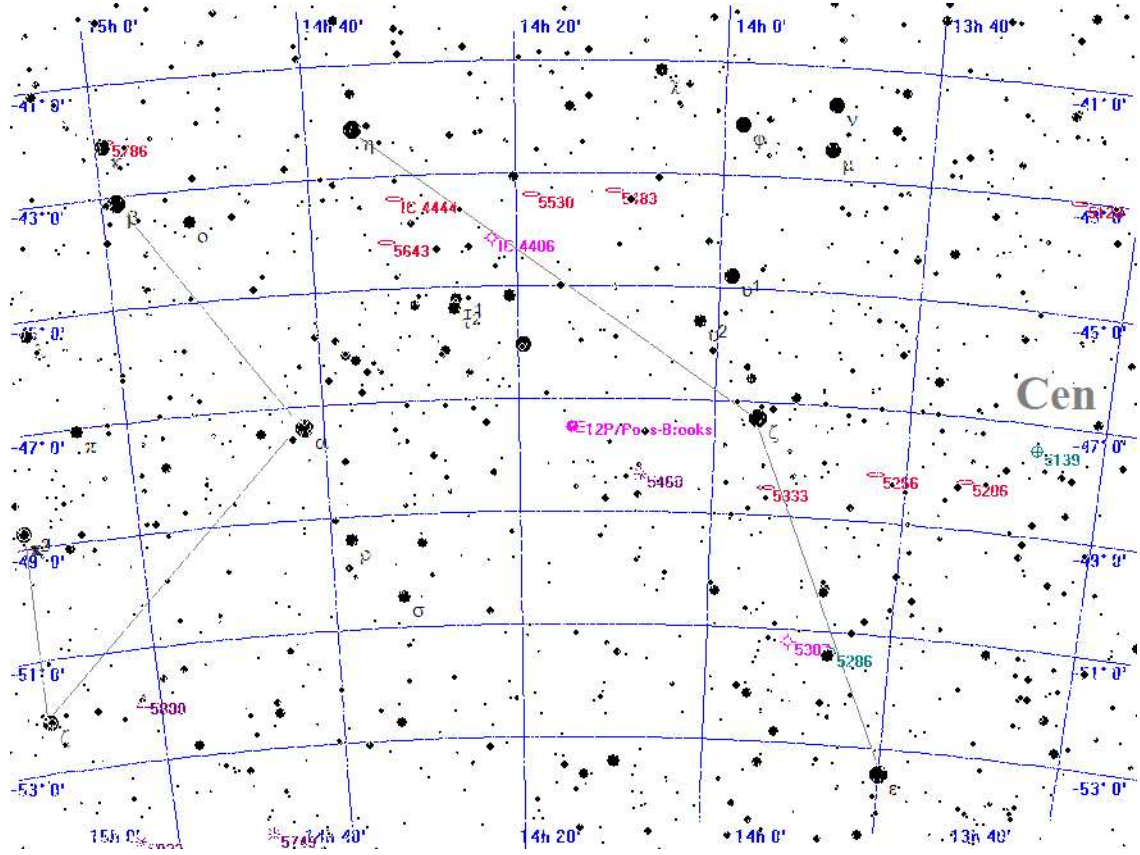 15h 0' 14h 40' 14h 20' 14h 0' 13h 40'
χ
-41° 0' -41° 0'
ν
φ
η
μ
κ 5786
IC 4444 5530 5483
-43° 0'
β
ο
5643 IC 4406
υ1
τ2
-45° 0' -45° 0'
υ2
Cen
α ζ
12P/Pons-Brooks
π
-47° 0' -47° 0'
5139
5460
5333 5266 5206
ρ
-49° 0' -49° 0'
σ
5307 5286
-51° 0' -51° 0'
ζ
ε
-53° 0' -53° 0'
15h 0' 14h 40' 14h 20' 14h 0' 13h 40'
5749